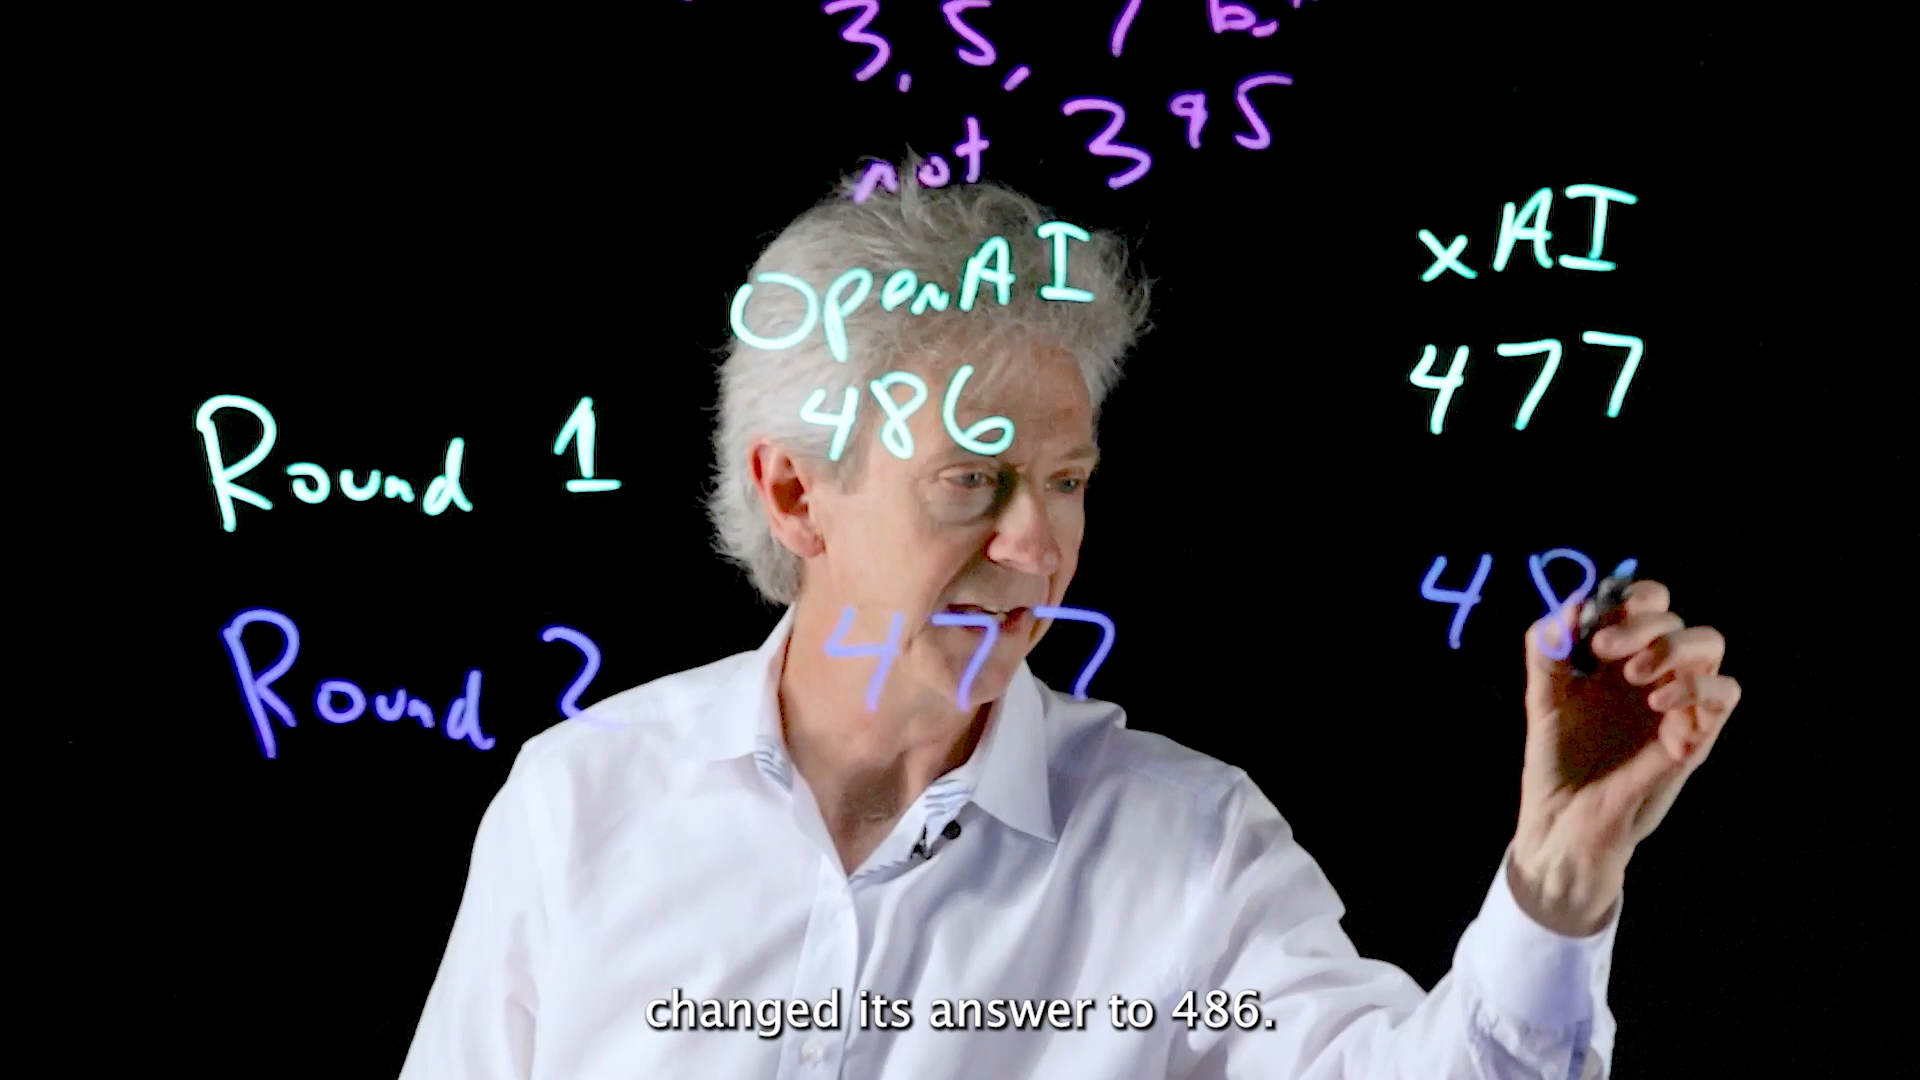 3, 5, 7
not 395
OpenAI xAI
486 477
Round 1
Round 2 477 48
changed its answer to 486.